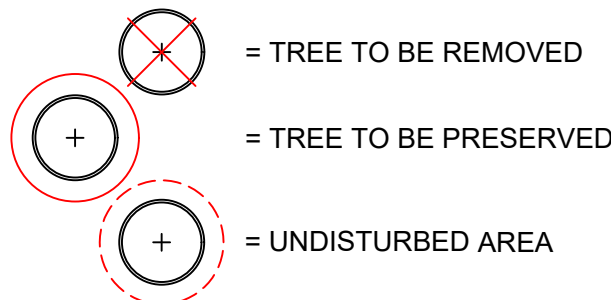 = TREE TO BE REMOVED
= TREE TO BE PRESERVED
= UNDISTURBED AREA